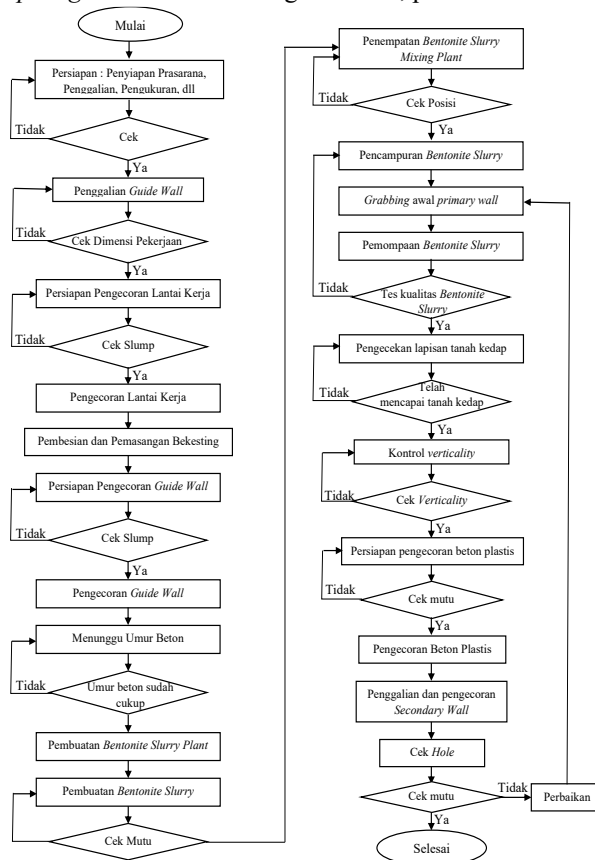 Mulai
Persiapan : Penyiapan Prasarana,
Penggalian, Pengukuran, dll
Tidak
Cek
Ya
Penggalian Guide Wall
Tidak
Cek Dimensi Pekerjaan
Ya
Persiapan Pengecoran Lantai Kerja
Tidak
Cek Slump
Ya
Pengecoran Lantai Kerja
Pembesian dan Pemasangan Bekesting
Persiapan Pengecoran Guide Wall
Tidak
Cek Slump
Ya
Pengecoran Guide Wall
Menunggu Umur Beton
Tidak
Umur beton sudah
cukup
Pembuatan Bentonite Slurry Plant
Pembuatan Bentonite Slurry
Cek Mutu
Penempatan Bentonite Slurry
Mixing Plant
Tidak
Cek Posisi
Ya
Pencampuran Bentonite Slurry
Grabbing awal primary wall
Pemompaan Bentonite Slurry
Tidak
Tes kualitas Bentonite
Slurry
Ya
Pengecekan lapisan tanah kedap
Tidak
Telah
mencapai tanah kedap
Ya
Kontrol verticality
Tidak
Cek Verticality
Ya
Persiapan pengecoran beton plastis
Tidak
Cek mutu
Ya
Pengecoran Beton Plastis
Penggalian dan pengecoran
Secondary Wall
Cek Hole
Cek mutu
Tidak
Perbaikan
Ya
Selesai